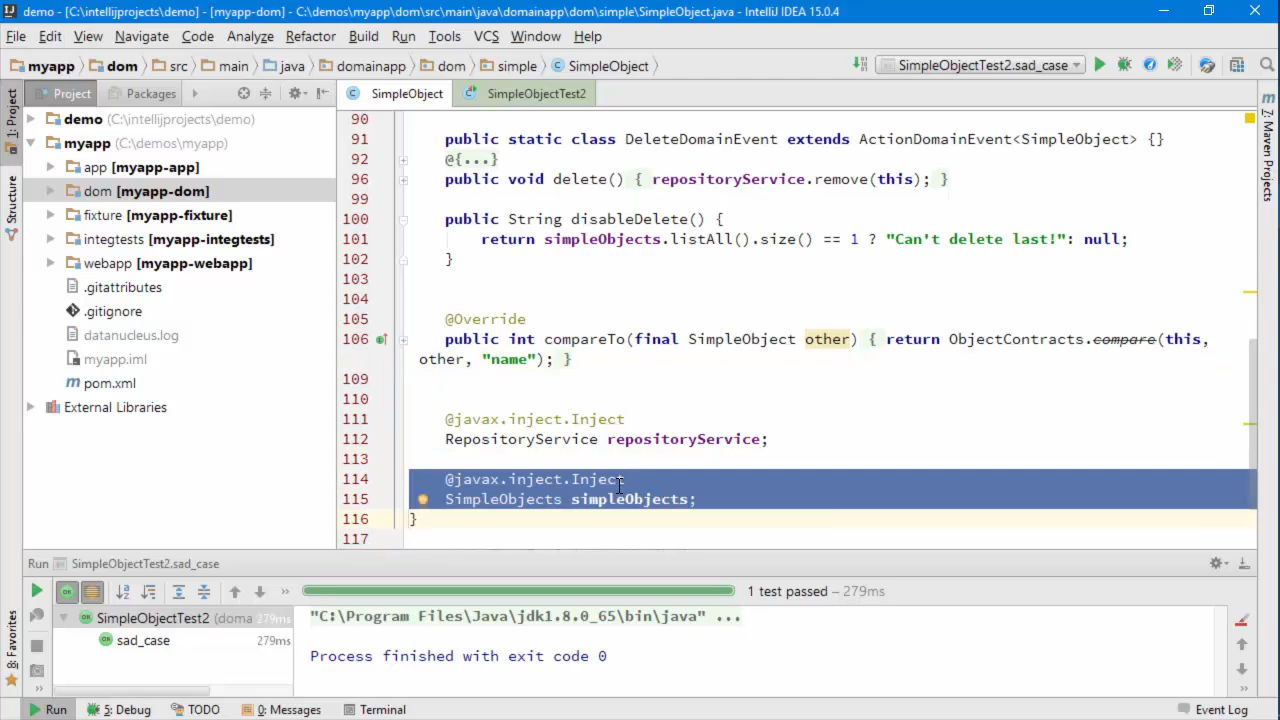 demo - [C:\intellijprojects\demo] - [myapp-dom] - C:\demos\myapp\dom\src\main\java\domainapp\dom\simple\SimpleObject.java - IntelliJ IDEA 15.0.4
File Edit View Navigate Code Analyze Refactor Build Run Tools VCS Window Help
myapp dom src main java domainapp dom simple SimpleObject SimpleObjectTest2.sad_case
1: Project
Structure
8: Favorites
Project Packages
demo (C:\intellijprojects\demo)
myapp (C:\demos\myapp)
app [myapp-app]
dom [myapp-dom]
fixture [myapp-fixture]
integtests [myapp-integtests]
webapp [myapp-webapp]
.gitattributes
.gitignore
datanucleus.log
myapp.iml
pom.xml
External Libraries
SimpleObject SimpleObjectTest2
90
91 public static class DeleteDomainEvent extends ActionDomainEvent<SimpleObject> {}
92 @{...}
96 public void delete() { repositoryService.remove(this); }
99
100 public String disableDelete() {
101 return simpleObjects.listAll().size() == 1 ? "Can't delete last!": null;
102 }
103
104
105 @Override
106 public int compareTo(final SimpleObject other) { return ObjectContracts.compare(this,
other, "name"); }
109
110
111 @javax.inject.Inject
112 RepositoryService repositoryService;
113
114 @javax.inject.Inject
115 SimpleObjects simpleObjects;
116 }
117
Maven Projects
Run SimpleObjectTest2.sad_case
1 test passed – 279ms
SimpleObjectTest2 (doma 279ms
sad_case 279ms
"C:\Program Files\Java\jdk1.8.0_65\bin\java" ...
Process finished with exit code 0
Run 5: Debug TODO 0: Messages Terminal Event Log